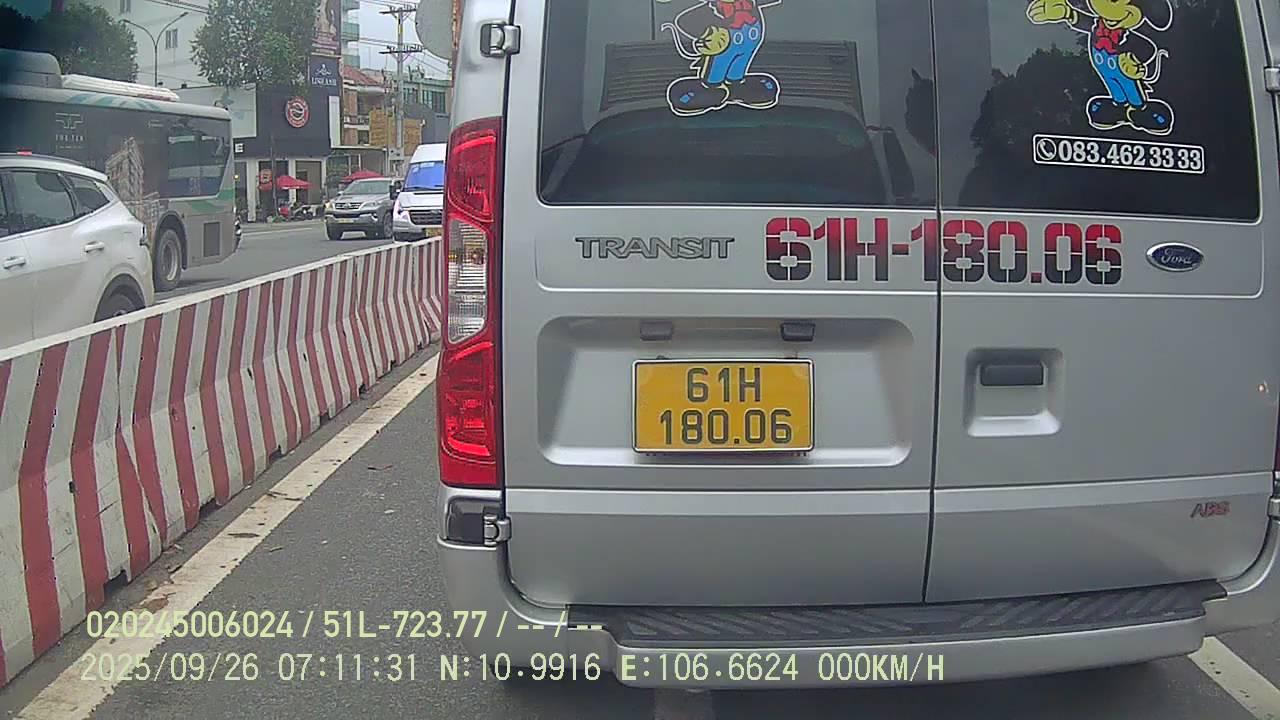 083.462 33 33
TRANSIT
61H-180.06
Ford
61H
180.06
ABS
020245006024 / 51L-723.77 / -- / --
2025/09/26 07:11:31 N:10.9916 E:106.6624 000KM/H